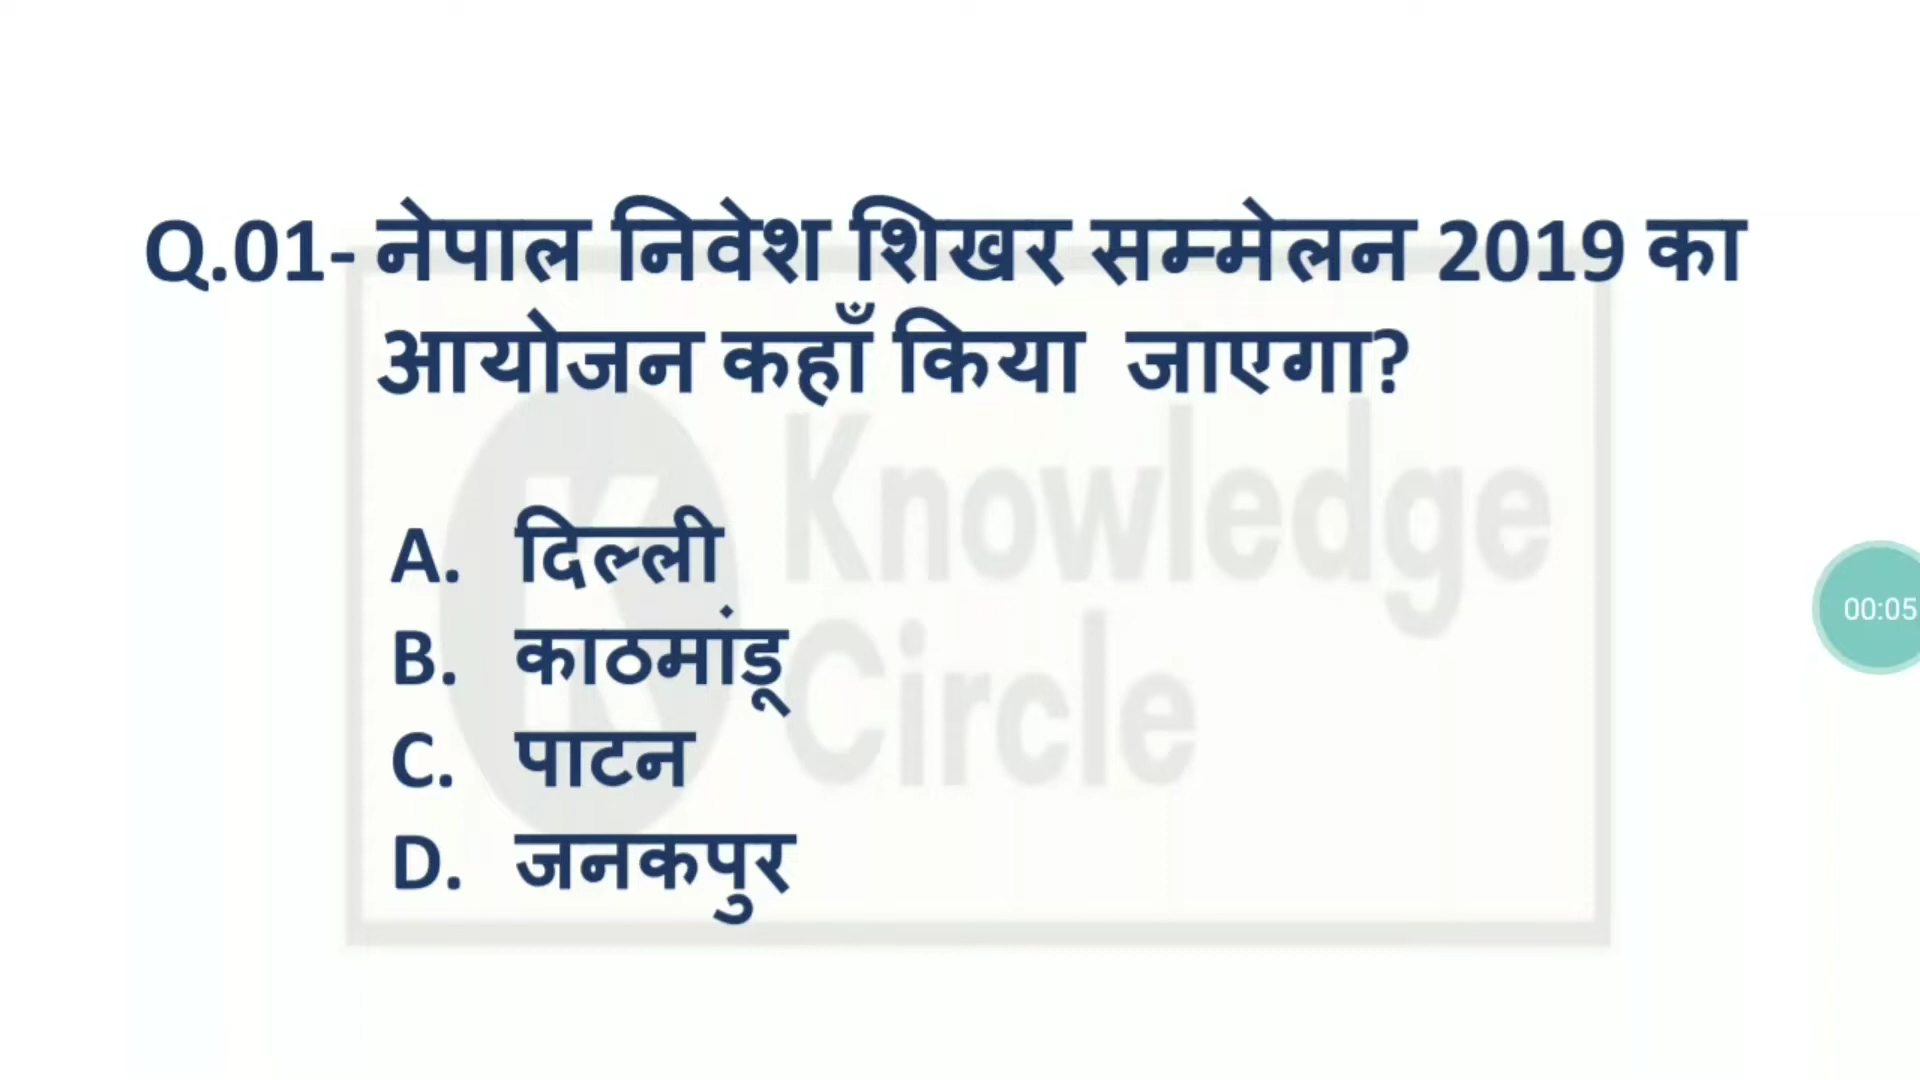 Q.01- नेपाल निवेश शिखर सम्मेलन 2019 का
आयोजन कहाँ किया जाएगा?
Knowledge
Circle
K
A. दिल्ली
B. काठमांडू
C. पाटन
D. जनकपुर
00:05